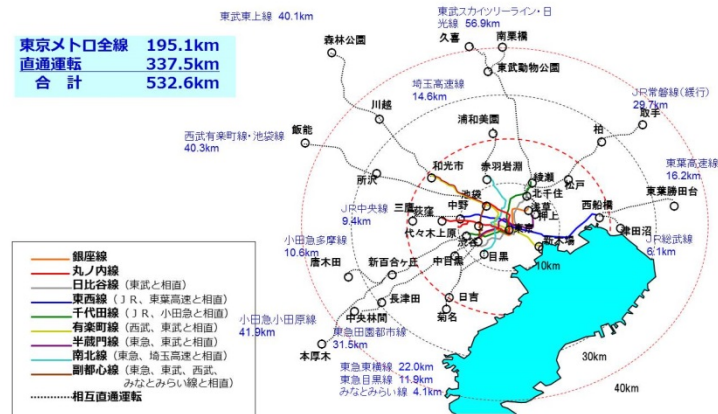 東武東上線 40.1km
東武スカイツリーライン・日
光線 56.9km
東京メトロ全線 195.1km
直通運転 337.5km
合 計 532.6km
森林公園
久喜
南栗橋
東武動物公園
埼玉高速線
14.6km
JR常磐線(緩行)
29.7km
取手
川越
浦和美園
柏
飯能
西武有楽町線・池袋線
40.3km
和光市
赤羽岩淵
綾瀬
松戸
東葉高速線
16.2km
所沢
北千住
東葉勝田台
池袋
浅草
押上
西船橋
JR中央線
9.4km
三鷹
荻窪
中野
代々木上原
東京
津田沼
渋谷
新木場
JR総武線
6.1km
小田急多摩線
10.6km
唐木田
新百合ヶ丘
中目黒
目黒
10km
銀座線
丸ノ内線
日比谷線(東武と相直)
東西線(JR、東葉高速と相直)
千代田線(JR、小田急と相直)
有楽町線(西武、東武と相直)
半蔵門線(東急、東武と相直)
南北線(東急、埼玉高速と相直)
副都心線(東急、東武、西武、
みなとみらい線と相直)
相互直通運転
長津田
日吉
小田急小田原線
41.9km
中央林間
菊名
東急田園都市線
31.5km
本厚木
30km
東急東横線 22.0km
東急目黒線 11.9km
みなとみらい線 4.1km
40km